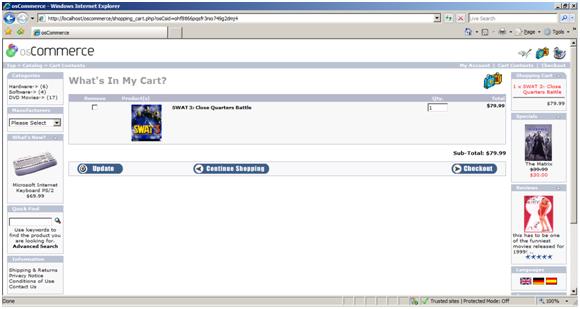 osCommerce - Windows Internet Explorer
http://localhost/oscommerce/shopping_cart.php?osCsid=
Live Search
osCommerce
Page
Tools
osCommerce
Top » Catalog » Cart Contents
My Account | Cart Contents | Checkout
Categories
Hardware-> (6)
Software-> (4)
DVD Movies-> (17)
Manufacturers
Please Select
What's New?
Microsoft Internet
Keyboard PS/2
$69.99
Quick Find
Use keywords to
find the product you
are looking for.
Advanced Search
Information
Shipping & Returns
Privacy Notice
Conditions of Use
Contact Us
What's In My Cart?
Remove Product(s) Qty. Total
SWAT 3
SWAT 3: Close Quarters Battle 1 $79.99
Sub-Total: $79.99
Update
Continue Shopping
Checkout
Shopping Cart
1 x SWAT 3: Close
Quarters Battle
$79.99
Specials
The Matrix
$39.99
$30.00
Reviews
this has to be one
of the funniest
movies released for
1999! ..
Languages
Done
Trusted sites | Protected Mode: Off
100%